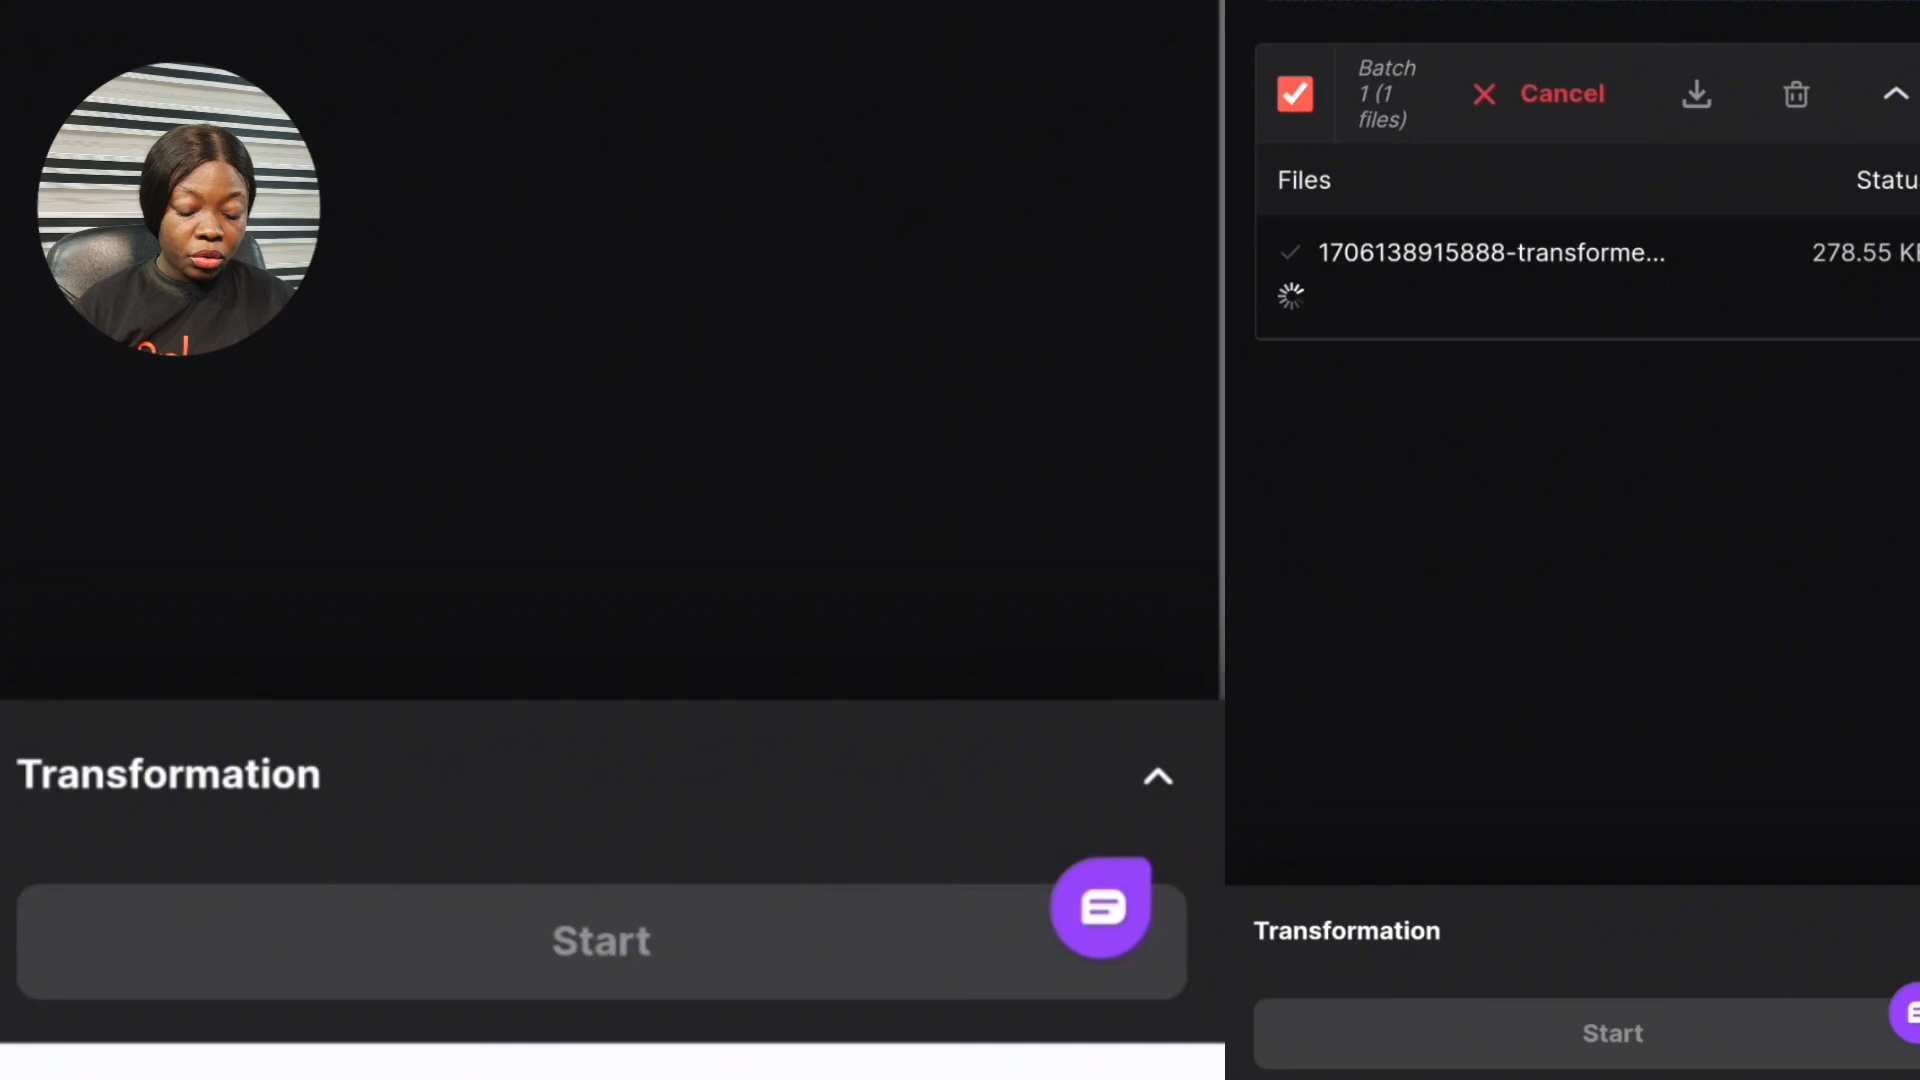 Batch
1 (1
files)
Cancel
Files
Statu
1706138915888-transforme...
278.55 K
Transformation
Start
Transformation
Start